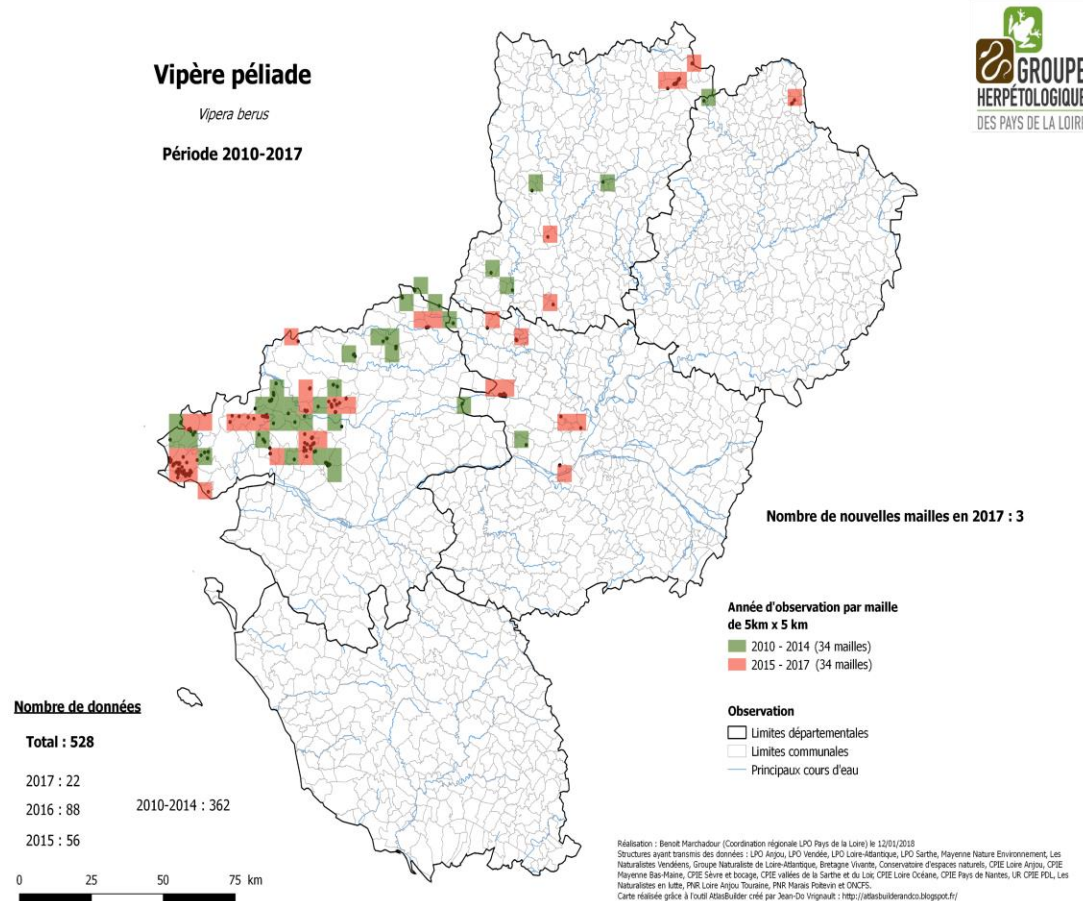 Vipère péliade
Vipera berus
Période 2010-2017
GROUPE
HERPÉTOLOGIQUE
DES PAYS DE LA LOIRE
Nombre de nouvelles mailles en 2017 : 3
Année d'observation par maille
de 5km x 5 km
2010 - 2014 (34 mailles)
2015 - 2017 (34 mailles)
Observation
Limites départementales
Limites communales
Principaux cours d'eau
Nombre de données
Total : 528
2017 : 22
2016 : 88
2010-2014 : 362
2015 : 56
0 25 50 75 km
Réalisation : Benoit Marchadour (Coordination régionale LPO Pays de la Loire) le 12/01/2018
Structures ayant transmis des données : LPO Anjou, LPO Vendée, LPO Loire-Atlantique, LPO Sarthe, Mayenne Nature Environnement, Les
Naturalistes Vendéens, Groupe Naturaliste de Loire-Atlantique, Bretagne Vivante, Conservatoire d'espaces naturels, CPIE Loire Anjou, CPIE
Mayenne Bas-Maine, CPIE Sèvre et bocage, CPIE vallées de la Sarthe et du Loir, CPIE Loire Océane, CPIE Pays de Nantes, UR CPIE PDL, Les
Naturalistes en lutte, PNR Loire Anjou Touraine, PNR Marais Poitevin et ONCFS.
Carte réalisée grâce à l'outil AtlasBuilder créé par Jean-Do Vrignault : http://atlasbuilderandco.blogspot.fr/